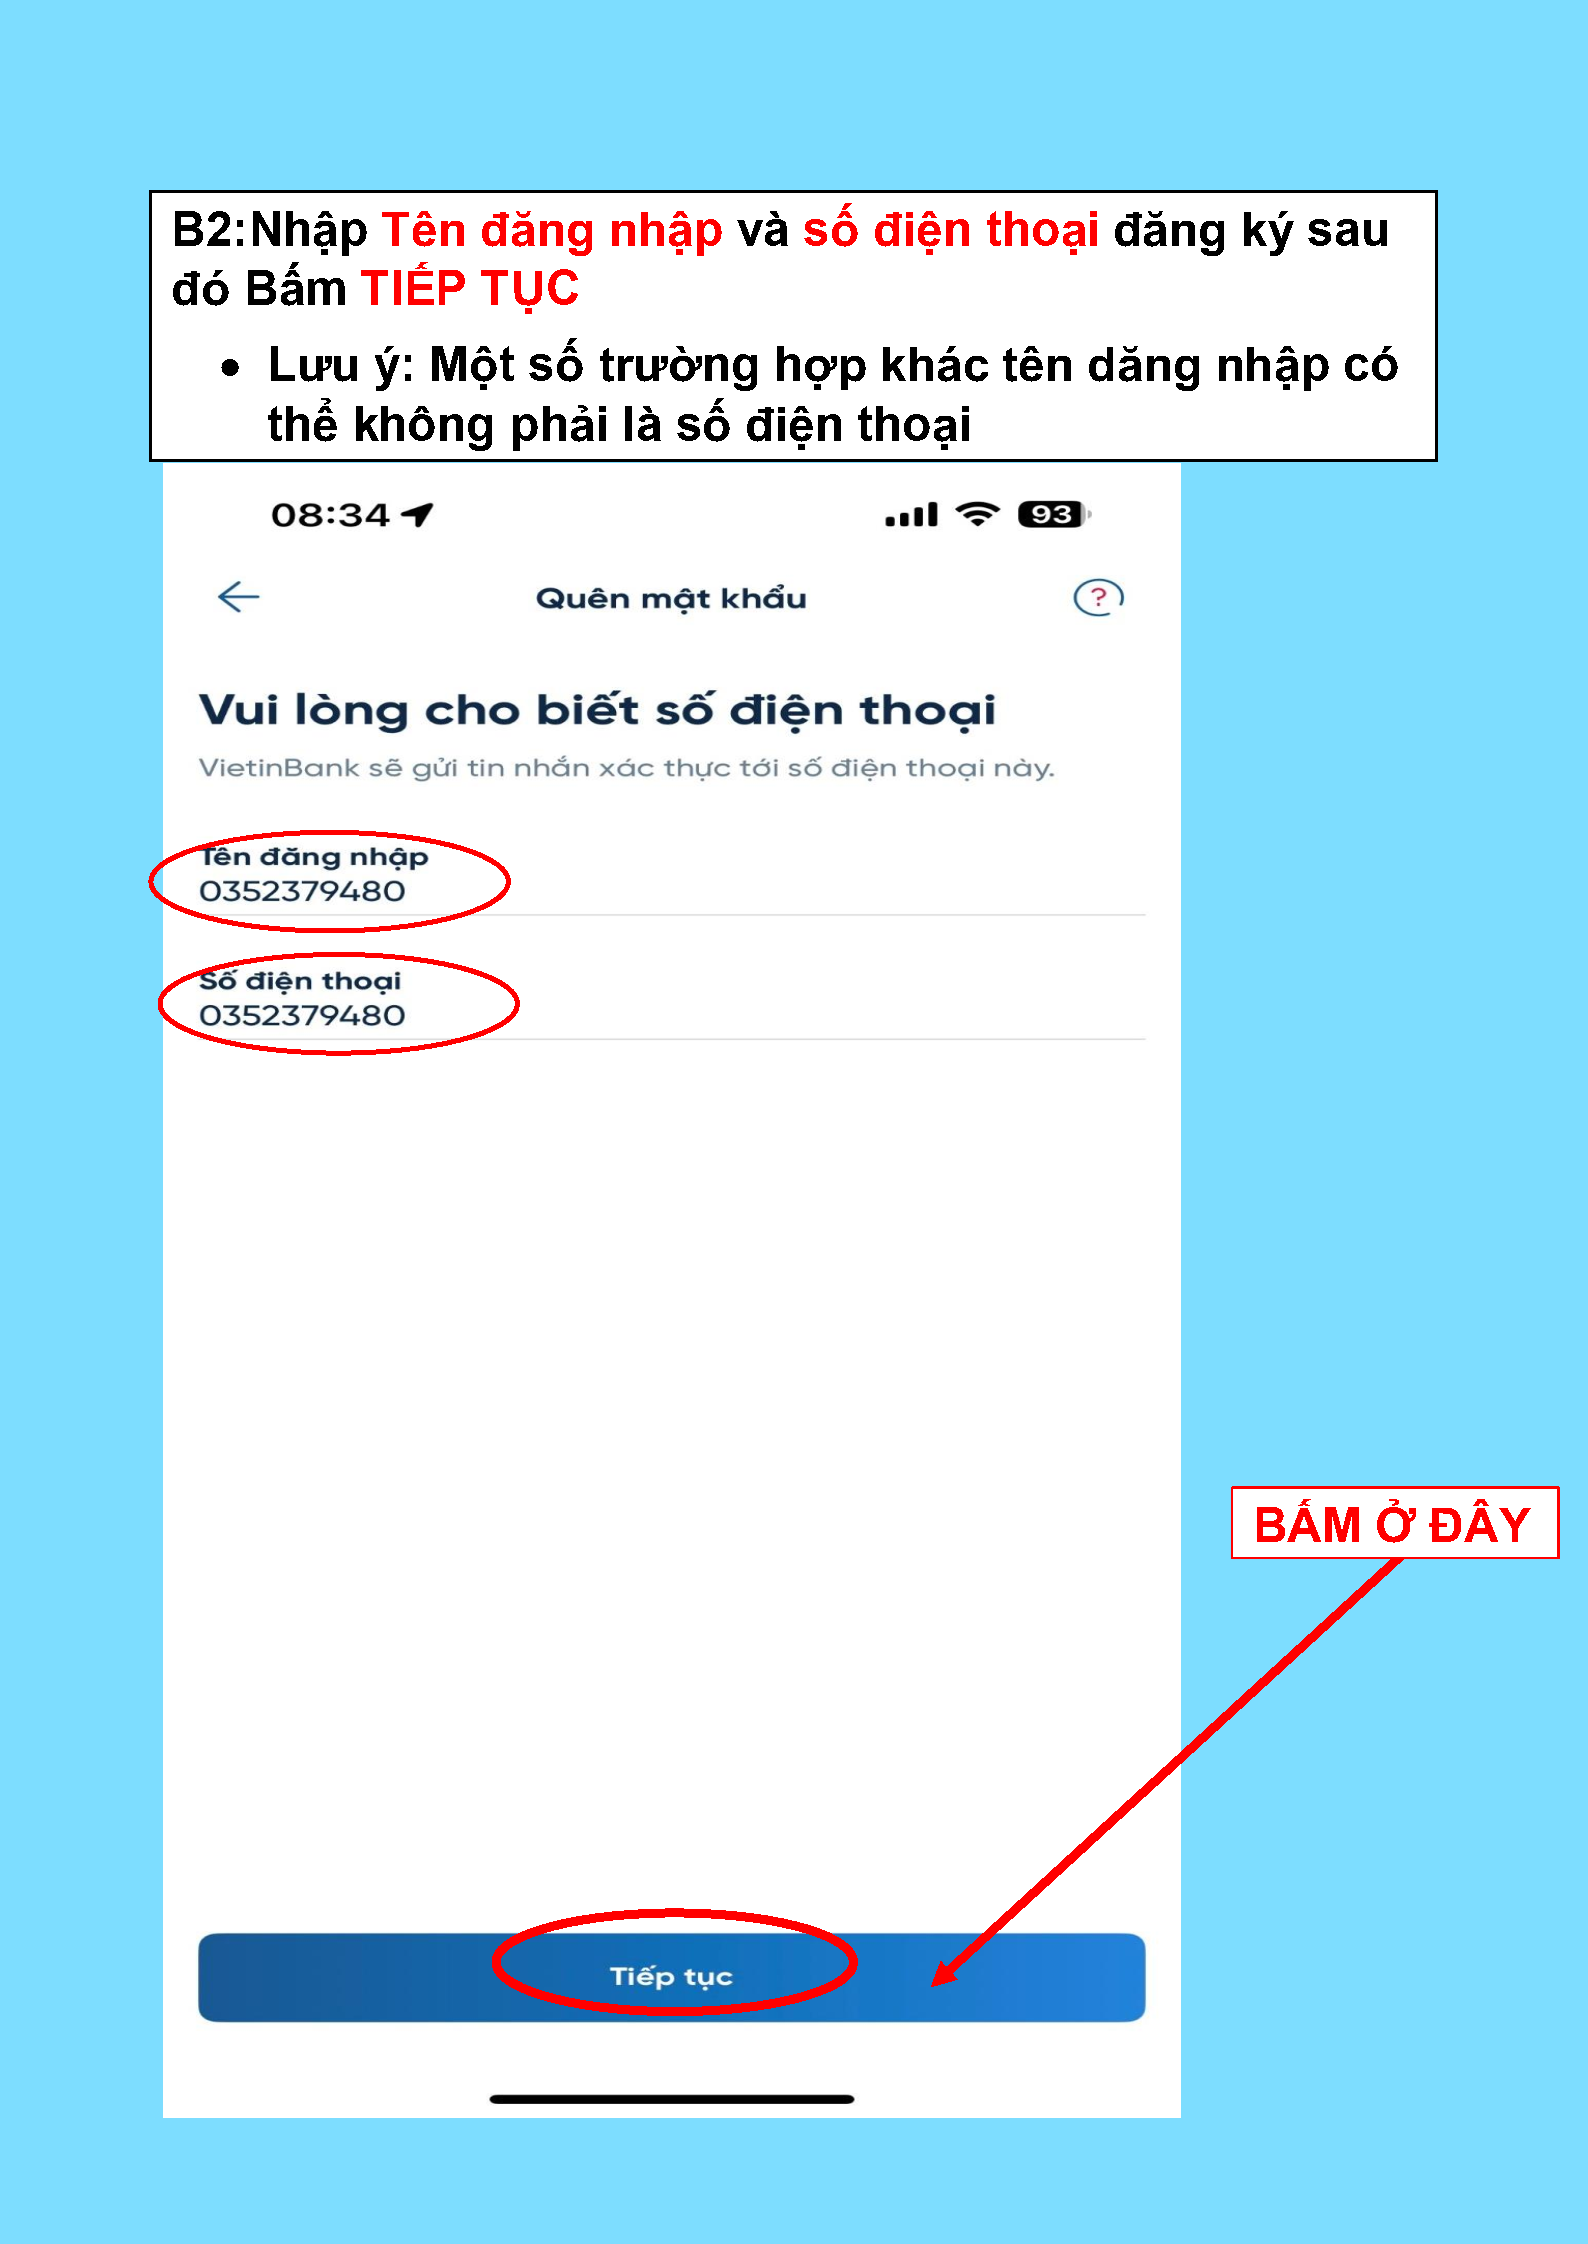 B2:Nhập Tên đăng nhập và số điện thoại đăng ký sau
đó Bấm TIẾP TỤC
• Lưu ý: Một số trường hợp khác tên dăng nhập có
thể không phải là số điện thoại
08:34
93
Quên mật khẩu
?
Vui lòng cho biết số điện thoại
VietinBank sẽ gửi tin nhắn xác thực tới số điện thoại này.
Tên đăng nhập
0352379480
Số điện thoại
0352379480
BẤM Ở ĐÂY
Tiếp tục